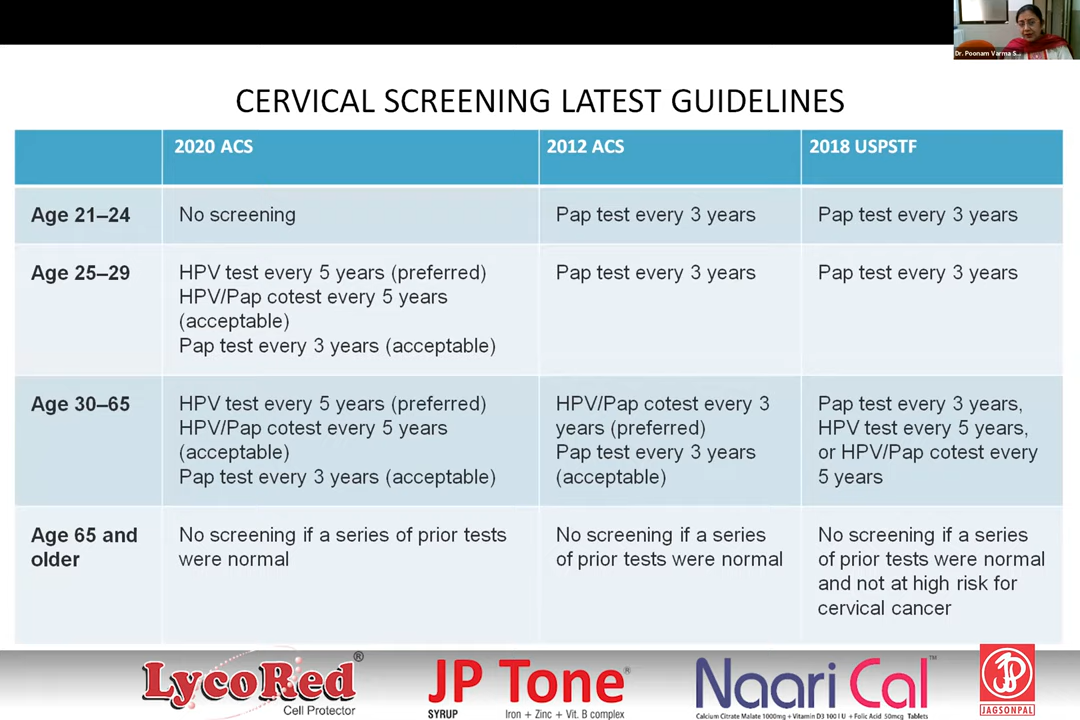 Dr. Poonam Varma S...
CERVICAL SCREENING LATEST GUIDELINES
2020 ACS
2012 ACS
2018 USPSTF
Age 21–24
No screening
Pap test every 3 years
Pap test every 3 years
Age 25–29
HPV test every 5 years (preferred)
HPV/Pap cotest every 5 years
(acceptable)
Pap test every 3 years (acceptable)
Pap test every 3 years
Pap test every 3 years
Age 30–65
HPV test every 5 years (preferred)
HPV/Pap cotest every 5 years
(acceptable)
Pap test every 3 years (acceptable)
HPV/Pap cotest every 3
years (preferred)
Pap test every 3 years
(acceptable)
Pap test every 3 years,
HPV test every 5 years,
or HPV/Pap cotest every
5 years
Age 65 and
older
No screening if a series of prior tests
were normal
No screening if a series
of prior tests were normal
No screening if a series
of prior tests were normal
and not at high risk for
cervical cancer
LycoRed®
Cell Protector
JP Tone®
SYRUP
Iron + Zinc + Vit. B complex
Naari Cal™
Calcium Citrate Malate 1000mg + Vitamin D3 100 I U + Folic Acid 50mcg Tablets
JAGSONPAL